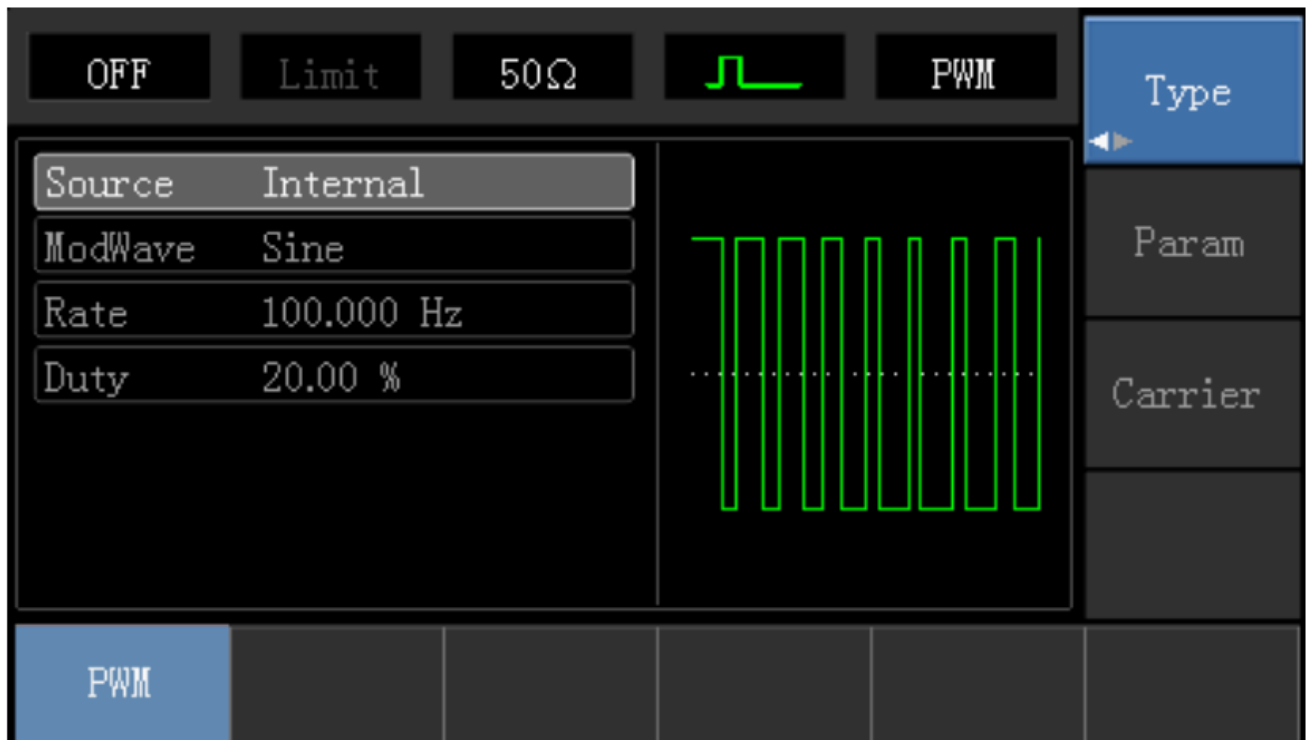 OFF Limit 50Ω PWM
Type
Source Internal
ModWave Sine
Param
Rate 100.000 Hz
Duty 20.00 %
Carrier
PWM